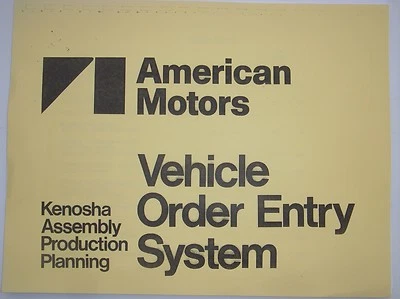 American
Motors
Vehicle
Order Entry
System
Kenosha
Assembly
Production
Planning